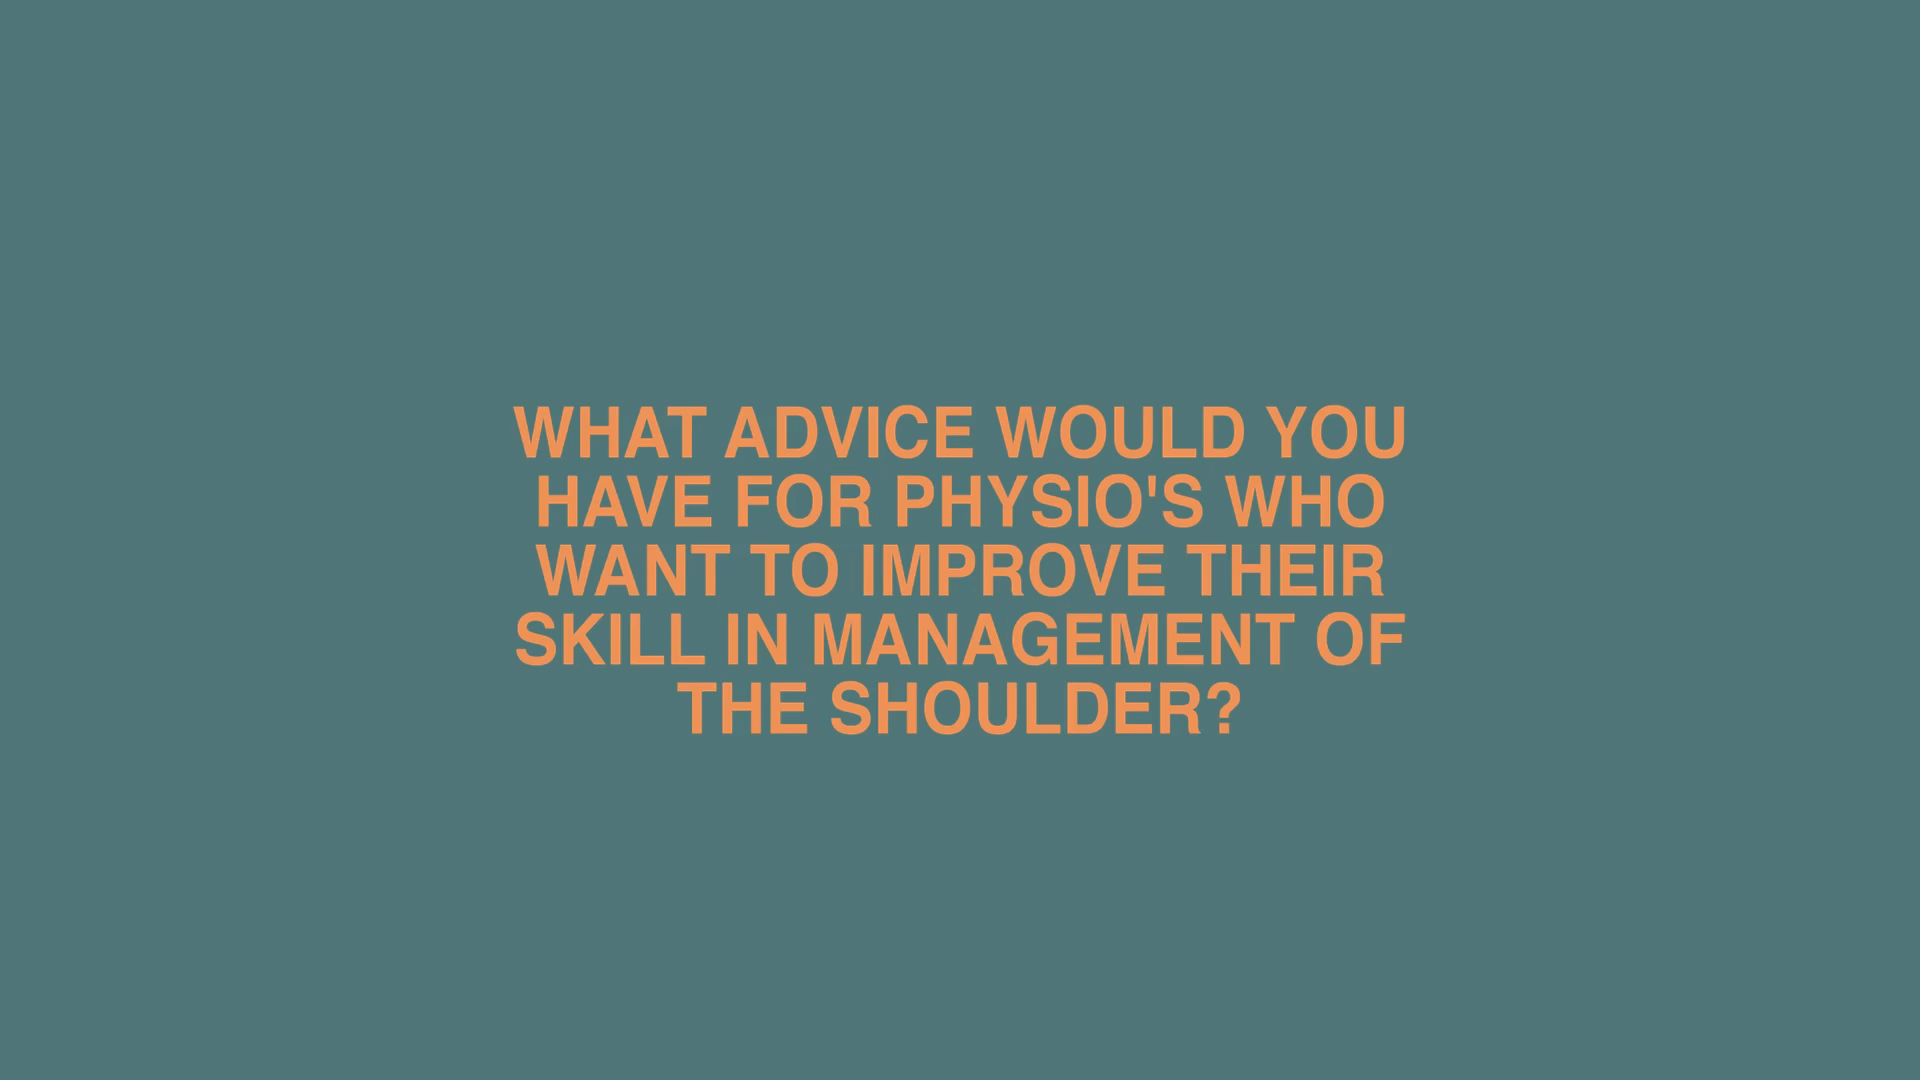 WHAT ADVICE WOULD YOU
HAVE FOR PHYSIO'S WHO
WANT TO IMPROVE THEIR
SKILL IN MANAGEMENT OF
THE SHOULDER?